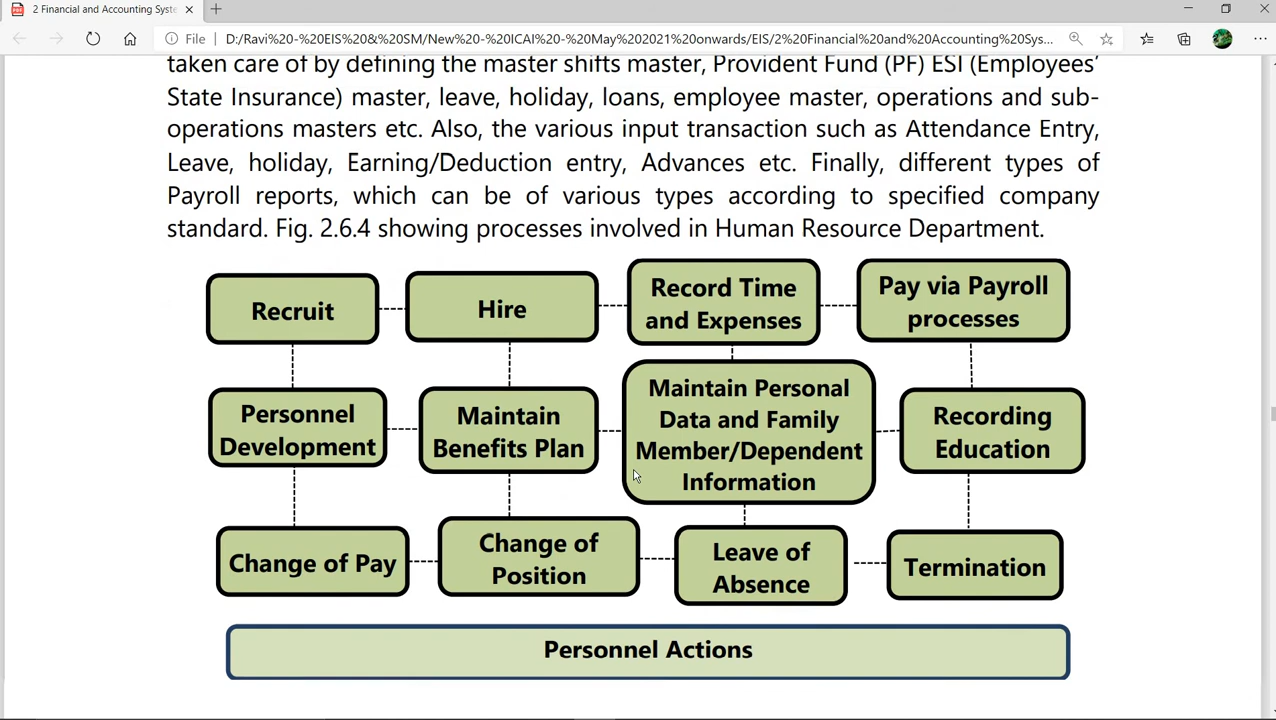 2 Financial and Accounting Syste
File
D:/Ravi%20-%20EIS%20&%20SM/New%20-%20ICAI%20-%20May%202021%20onwards/EIS/2%20Financial%20and%20Accounting%20Sys...
taken care of by defining the master shifts master, Provident Fund (PF) ESI (Employees'
State Insurance) master, leave, holiday, loans, employee master, operations and sub-
operations masters etc. Also, the various input transaction such as Attendance Entry,
Leave, holiday, Earning/Deduction entry, Advances etc. Finally, different types of
Payroll reports, which can be of various types according to specified company
standard. Fig. 2.6.4 showing processes involved in Human Resource Department.
Recruit
Hire
Record Time
and Expenses
Pay via Payroll
processes
Personnel
Development
Maintain
Benefits Plan
Maintain Personal
Data and Family
Member/Dependent
Information
Recording
Education
Change of Pay
Change of
Position
Leave of
Absence
Termination
Personnel Actions